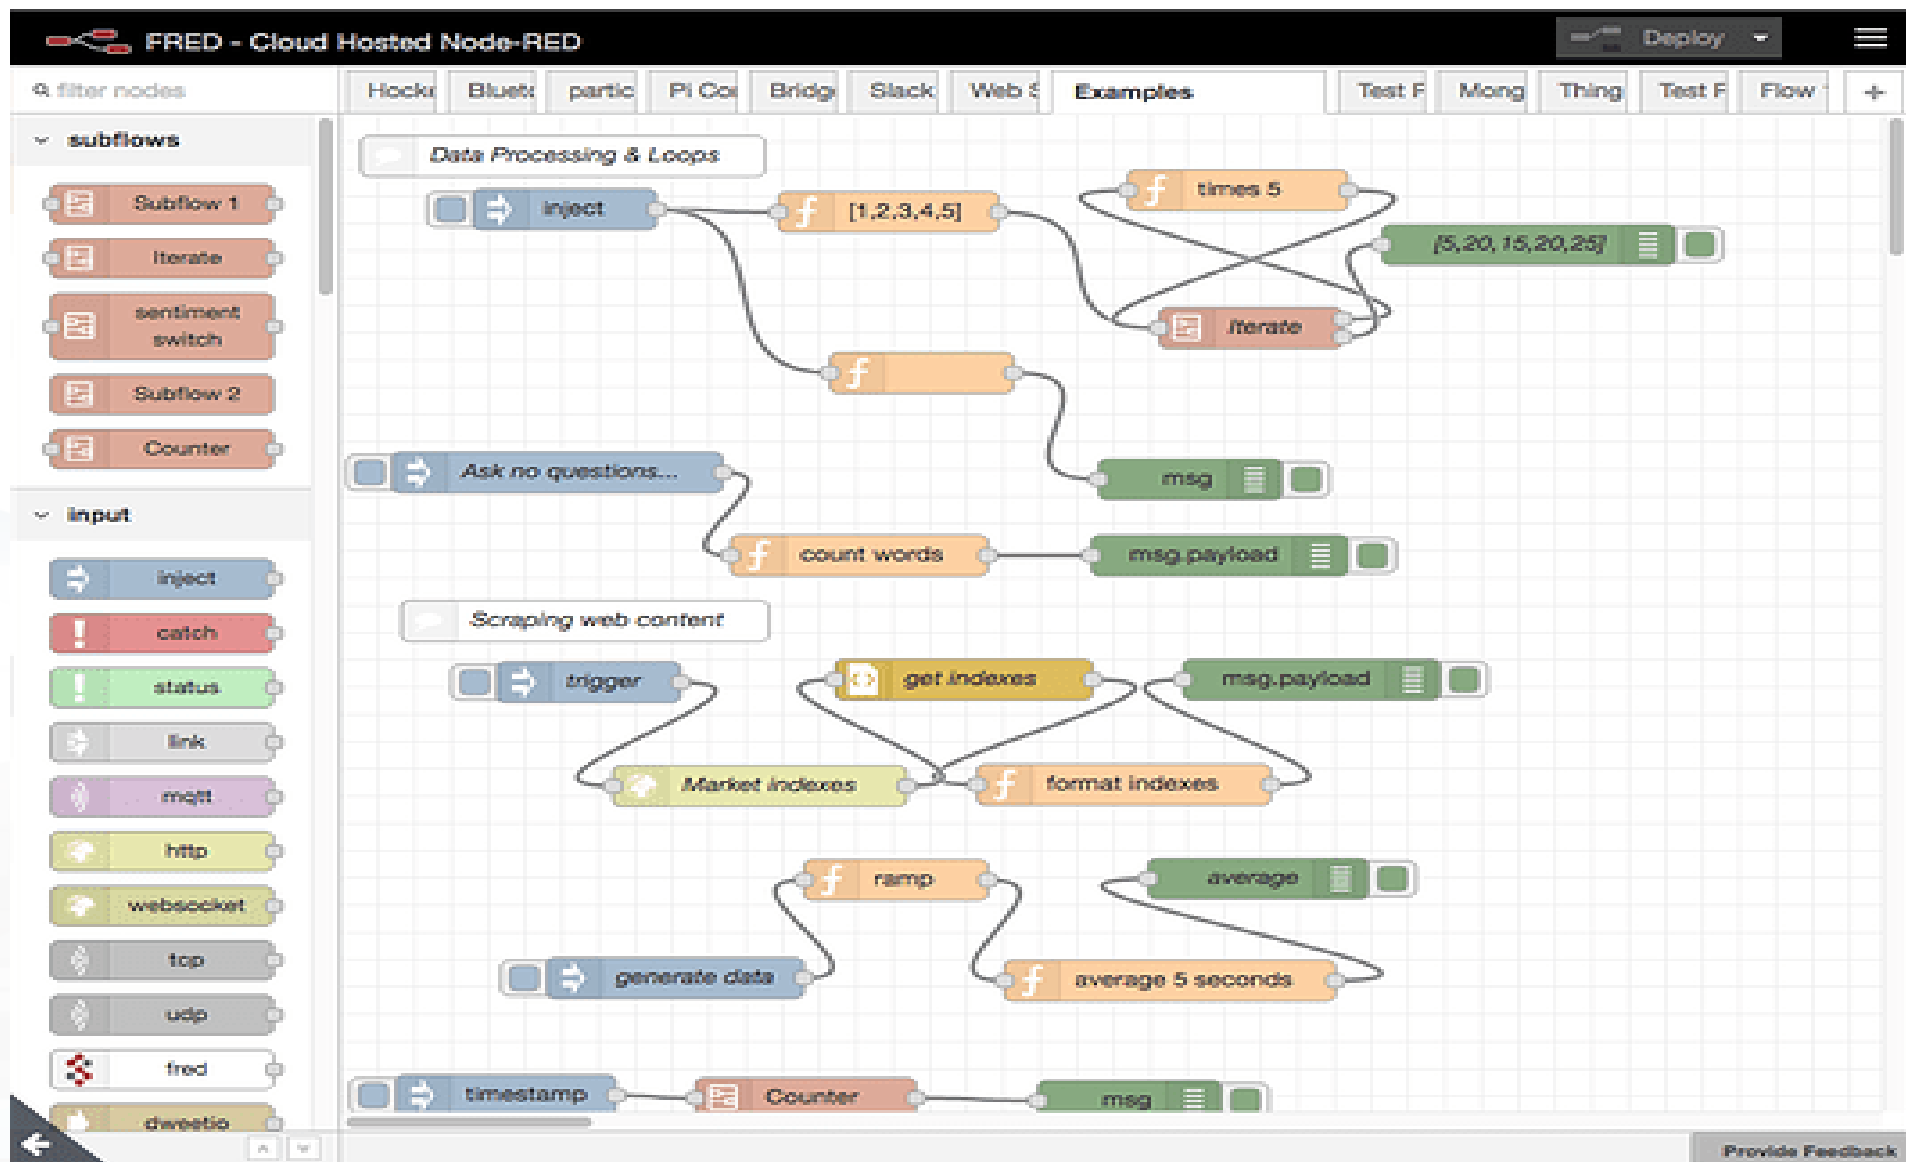 FRED - Cloud Hosted Node-RED
Deploy
filter nodes
Hocke
Blueto
partic
Pi Co
Bridg
Slack
Web S
Examples
Test F
Mong
Thing
Test F
Flow
+
subflows
Subflow 1
Iterate
sentiment
switch
Subflow 2
Counter
input
inject
catch
status
link
mqtt
http
websocket
tcp
udp
fred
dweetio
Data Processing & Loops
inject
[1,2,3,4,5]
times 5
[5,20,15,20,25]
Iterate
Ask no questions...
msg
count words
msg.payload
Scraping web content
trigger
get indexes
msg.payload
Market indexes
format indexes
ramp
average
generate data
average 5 seconds
timestamp
Counter
msg
Provide Feedback